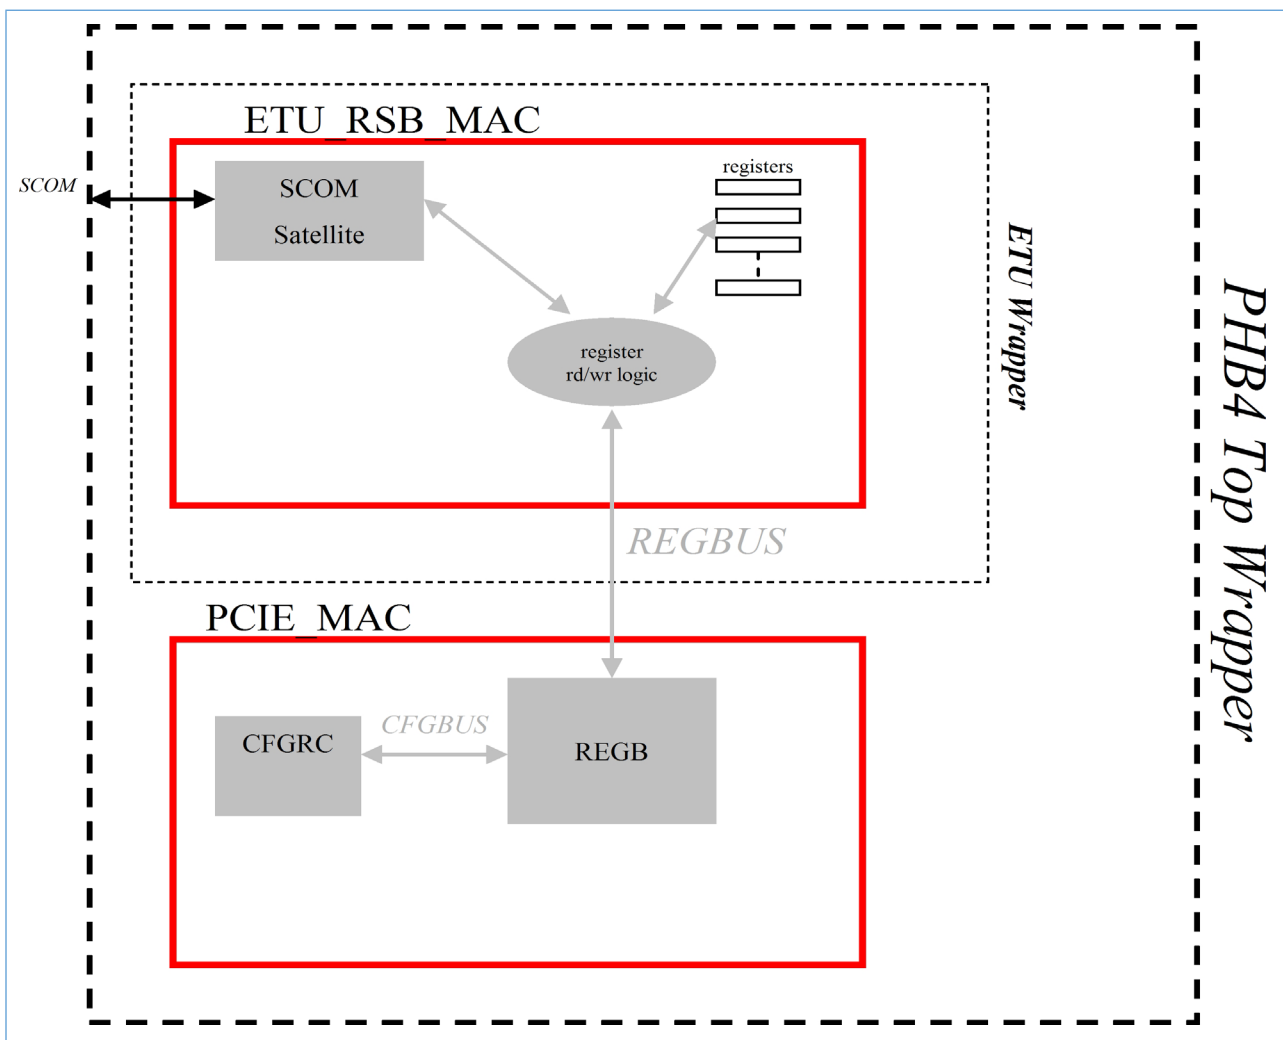 ETU_RSB_MAC
SCOM
SCOM
Satellite
registers
register
rd/wr logic
ETU Wrapper
PHB4 Top Wrapper
REGBUS
PCIE_MAC
CFGRC
CFGBUS
REGB